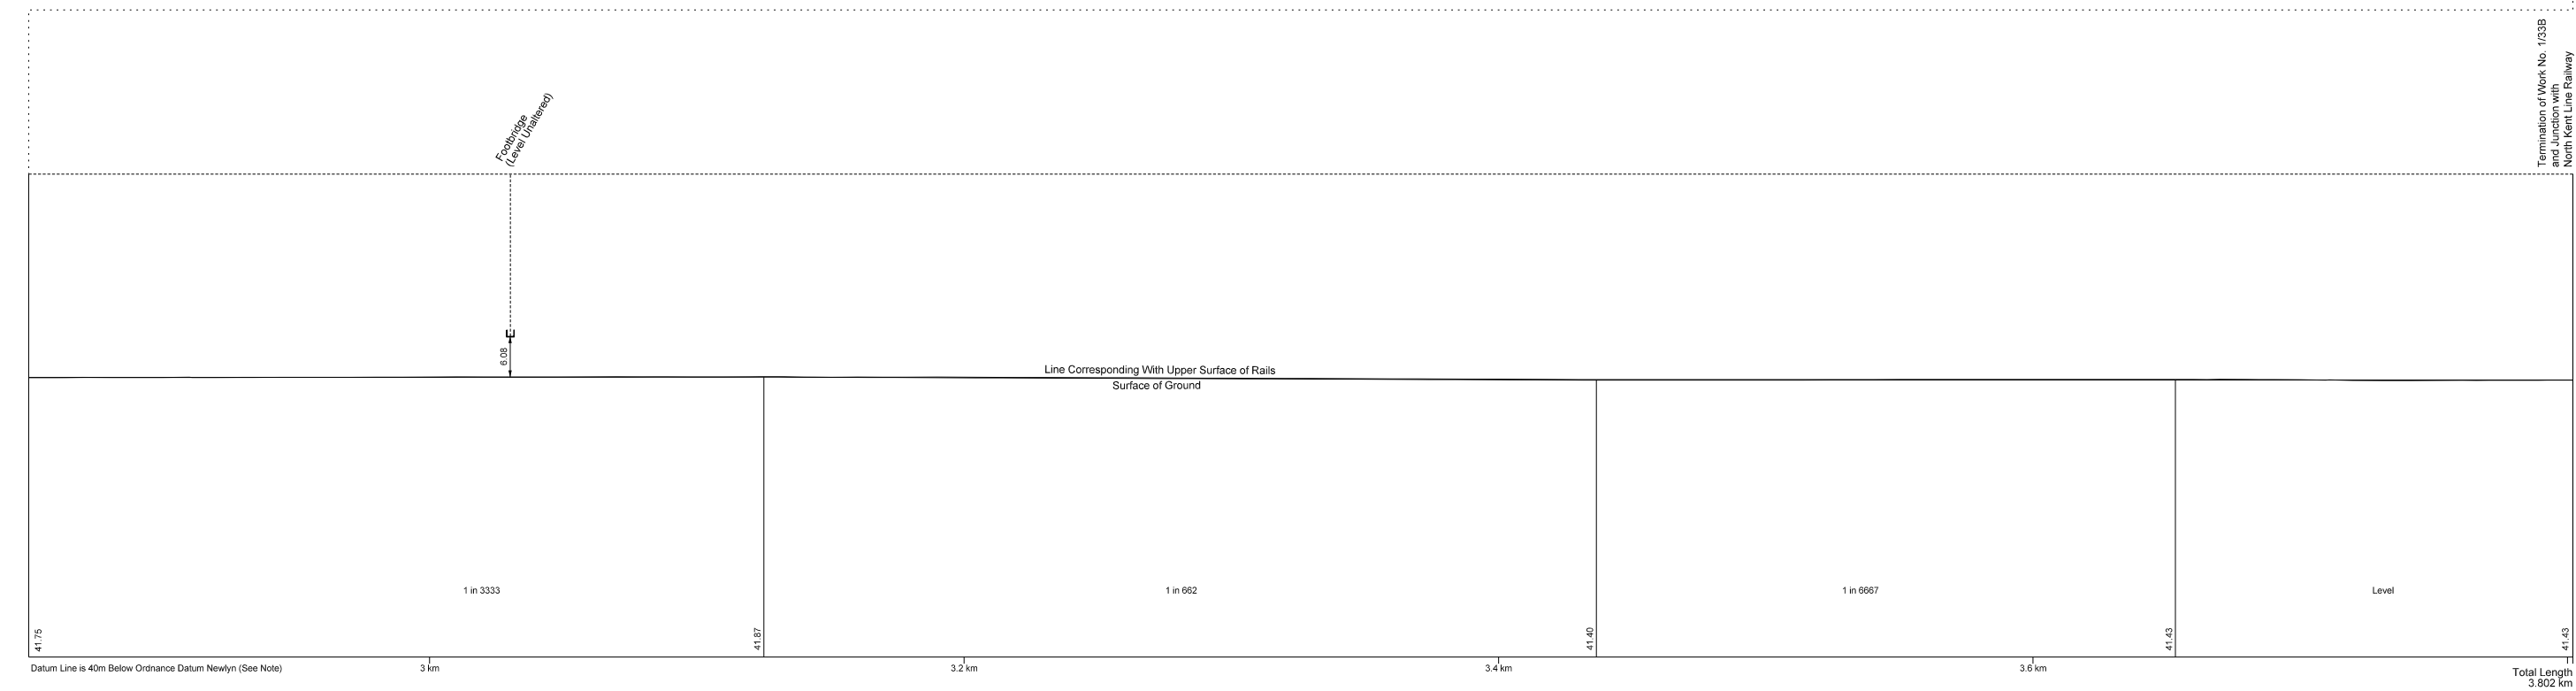 Termination of Work No. 1/33B
and Junction with
North Kent Line Railway
Footbridge
(Level Unaltered)
6.08
Line Corresponding With Upper Surface of Rails
Surface of Ground
1 in 3333
1 in 662
1 in 6667
Level
41.75
41.87
41.40
41.43
41.43
Datum Line is 40m Below Ordnance Datum Newlyn (See Note)
3 km
3.2 km
3.4 km
3.6 km
Total Length
3.802 km